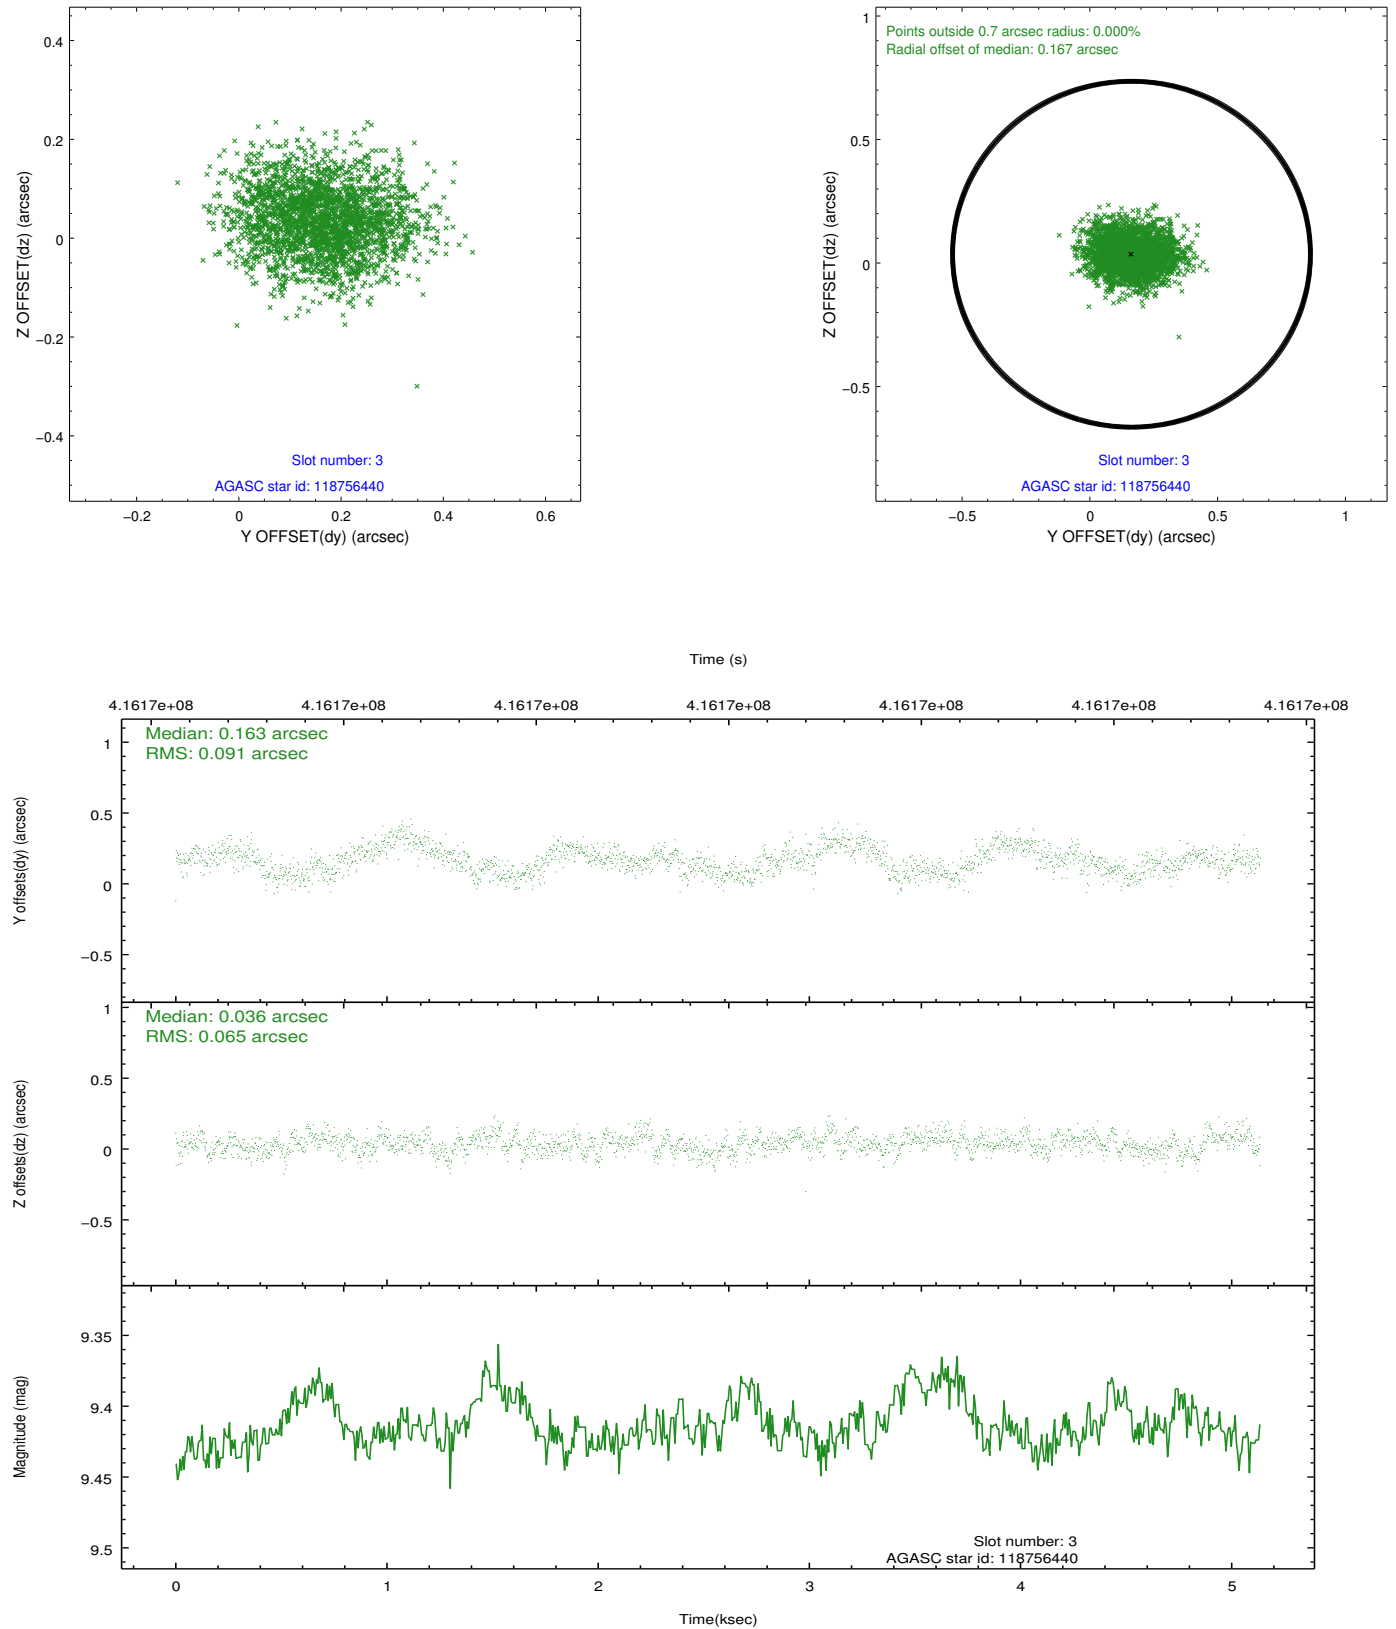 0.4
0.2
0
−0.2
−0.4
Z OFFSET(dz) (arcsec)
Slot number: 3
AGASC star id: 118756440
−0.2 0 0.2 0.4 0.6
Y OFFSET(dy) (arcsec)
Points outside 0.7 arcsec radius: 0.000%
Radial offset of median: 0.167 arcsec
1
0.5
0
−0.5
Z OFFSET(dz) (arcsec)
Slot number: 3
AGASC star id: 118756440
−0.5 0 0.5 1
Y OFFSET(dy) (arcsec)
Time (s)
4.1617e+08 4.1617e+08 4.1617e+08 4.1617e+08 4.1617e+08 4.1617e+08 4.1617e+08
Median: 0.163 arcsec
RMS: 0.091 arcsec
1
0.5
0
−0.5
Y offsets(dy) (arcsec)
Median: 0.036 arcsec
RMS: 0.065 arcsec
1
0.5
0
−0.5
Z offsets(dz) (arcsec)
9.35
9.4
9.45
9.5
Magnitude (mag)
Slot number: 3
AGASC star id: 118756440
0 1 2 3 4 5
Time(ksec)